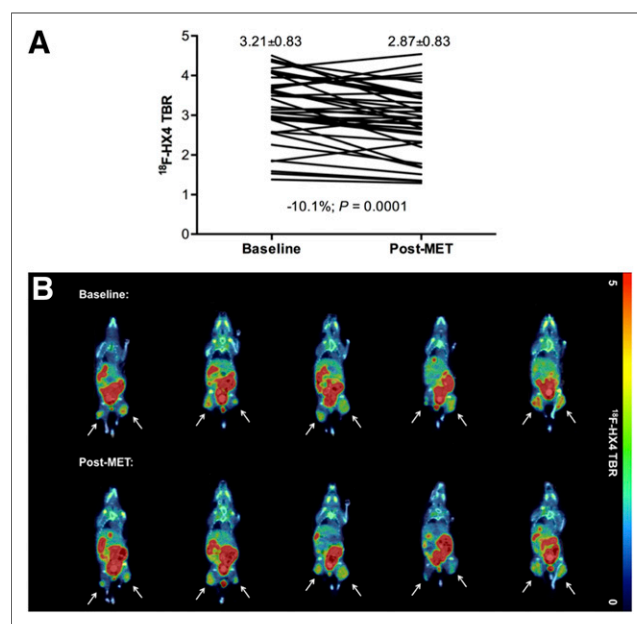 A
3.21±0.83 2.87±0.83
5
4
3
2
1
0
18F-HX4 TBR
-10.1%; P = 0.0001
Baseline Post-MET
B
Baseline:
Post-MET:
5
18F-HX4 TBR
0